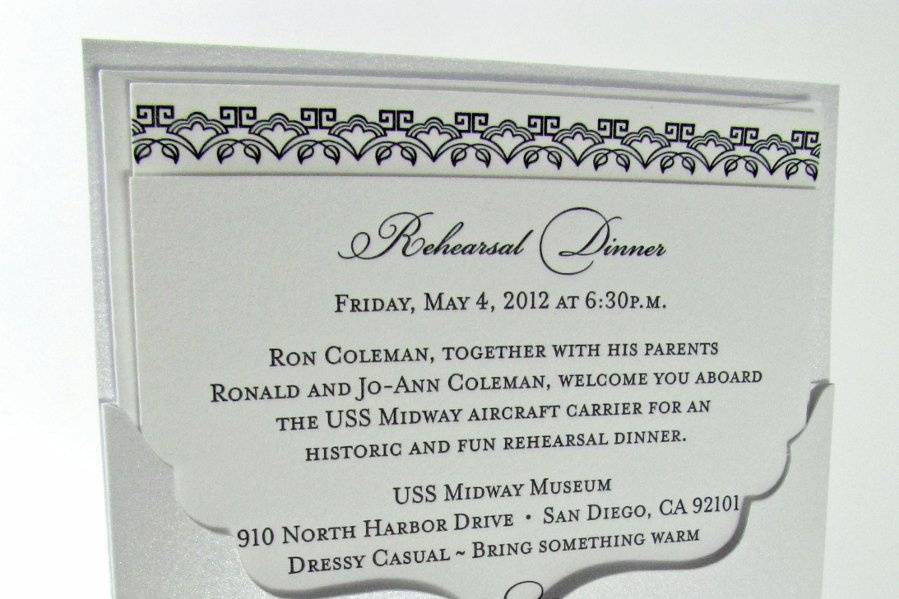 Rehearsal Dinner
Friday, May 4, 2012 at 6:30p.m.
Ron Coleman, together with his parents
Ronald and Jo-Ann Coleman, welcome you aboard
the USS Midway aircraft carrier for an
historic and fun rehearsal dinner.
USS Midway Museum
910 North Harbor Drive • San Diego, CA 92101
Dressy Casual ~ Bring something warm